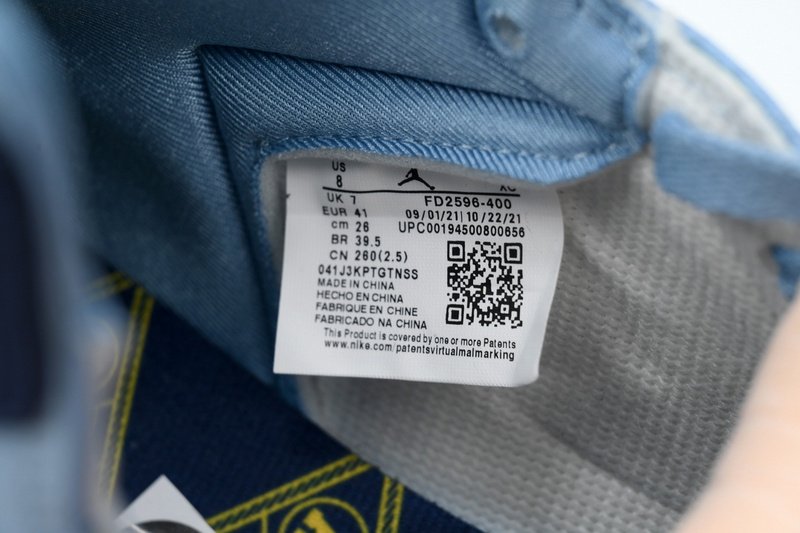 US
8
XC
UK 7
FD2596-400
EUR 41
09/01/21| 10/22/21
cm 26
UPC00194500800656
BR 39.5
CN 260(2.5)
041J3KPTGTNSS
MADE IN CHINA
HECHO EN CHINA
FABRIQUE EN CHINE
FABRICADO NA CHINA
This Product is covered by one or more Patents
www.nike.com/patentsvirtualmalmarking